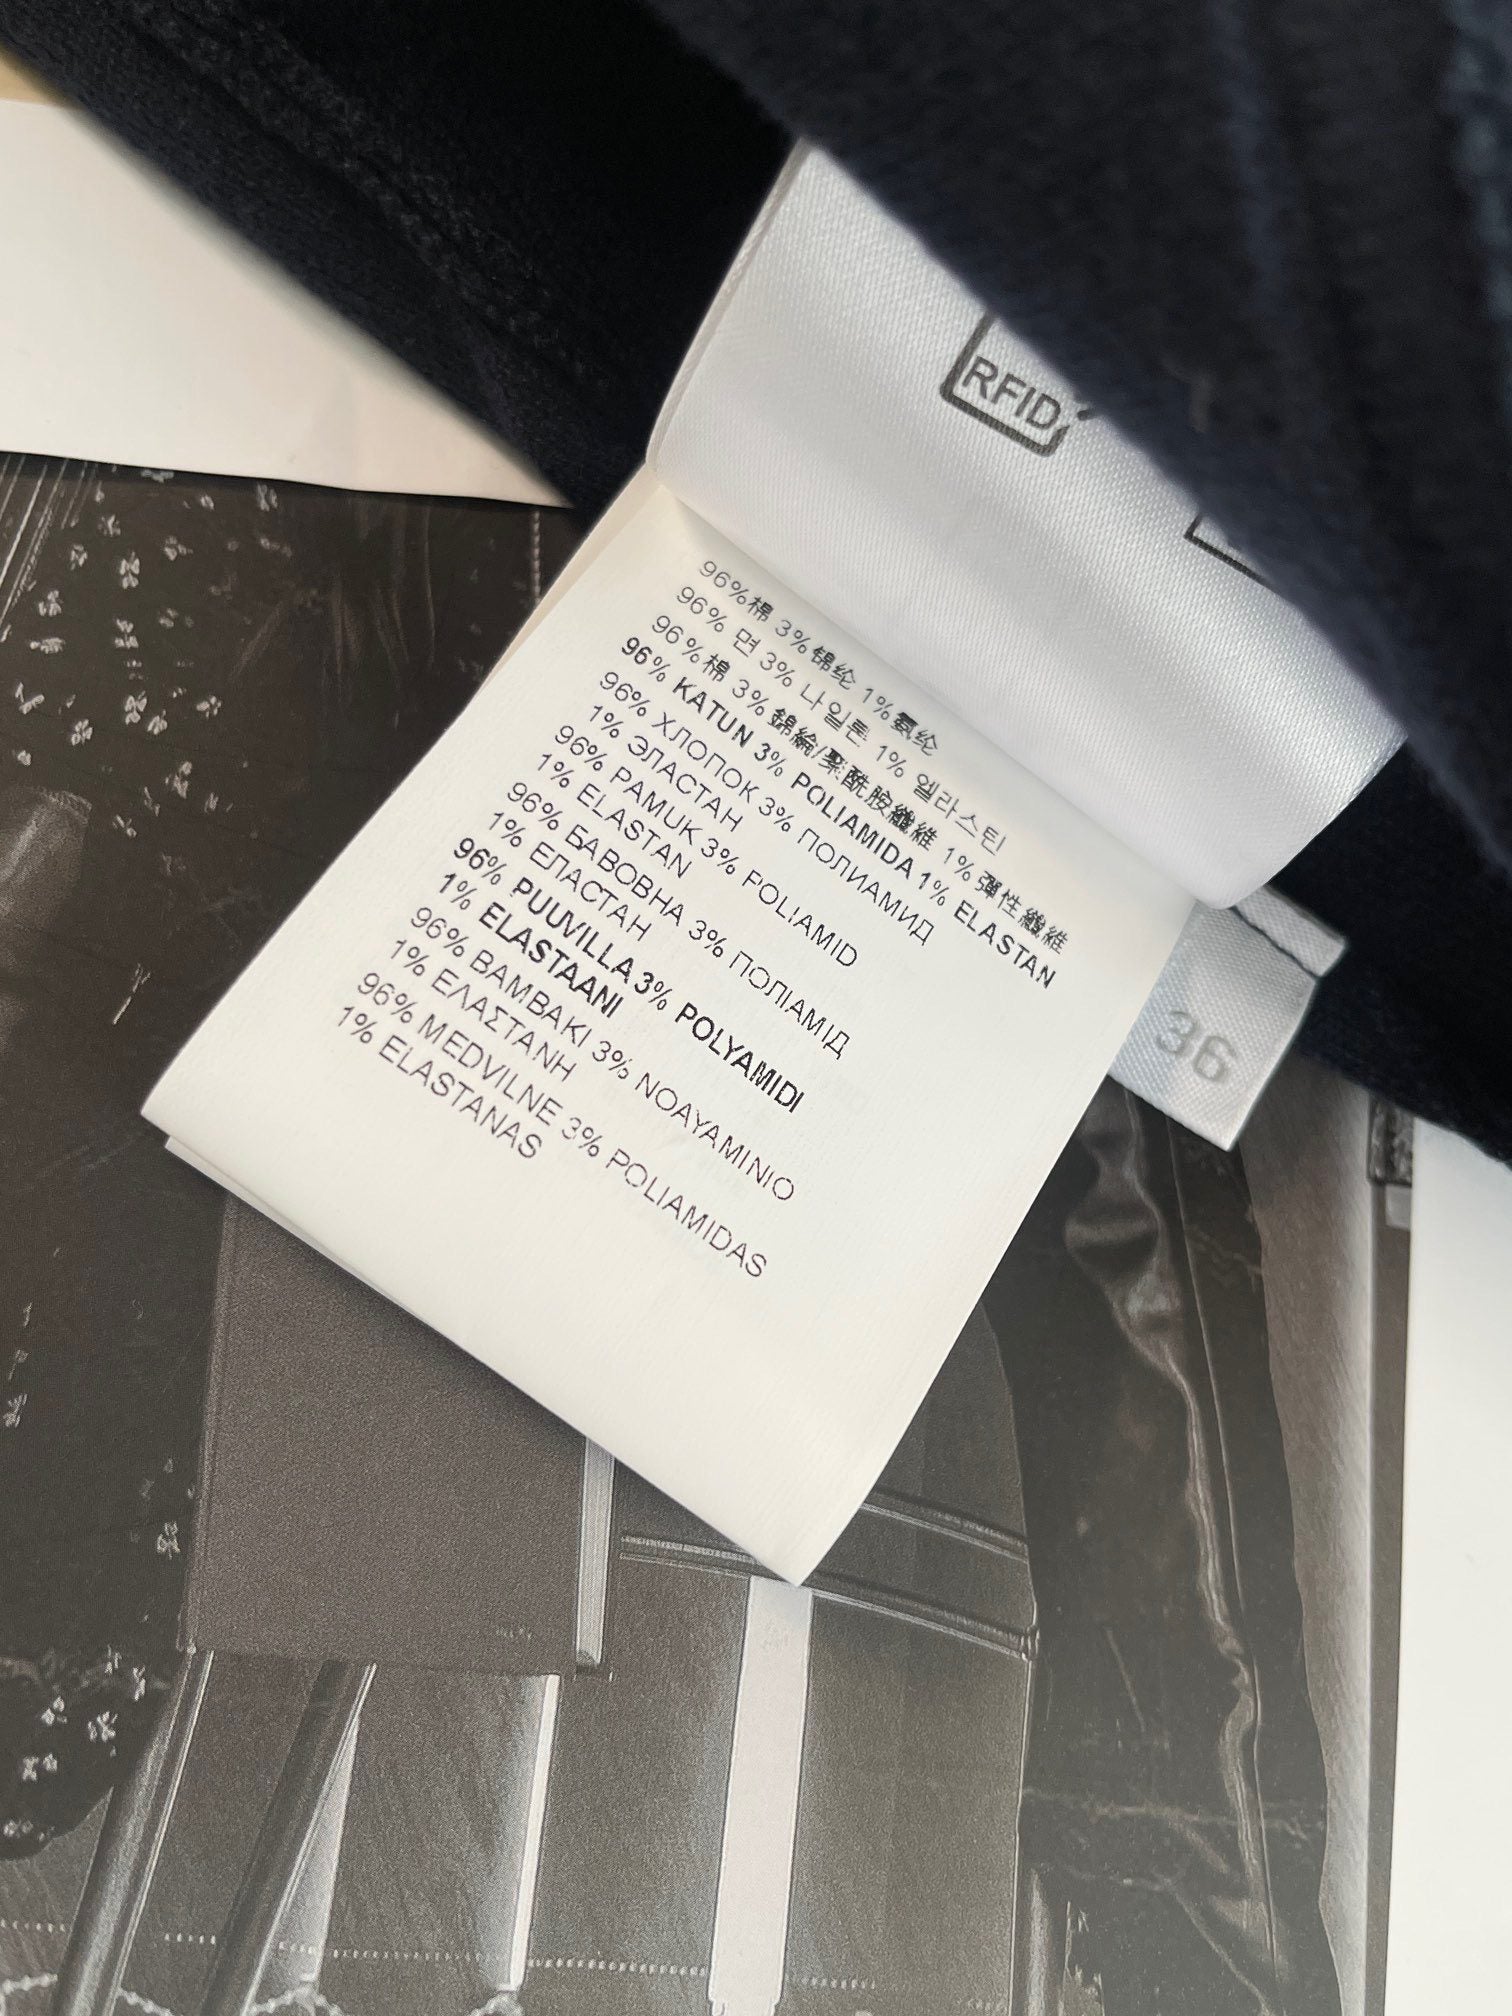 RFID
96%棉 3%锦纶 1%氨纶
96% 면 3% 나일론 1% 엘라스틴
96%棉 3%錦綸/聚酰胺纖維 1%彈性纖維
96% KATUN 3% POLIAMIDA 1% ELASTAN
96% ХЛОПОК 3% ПОЛИАМИД
1% ЭЛАСТАН
96% PAMUK 3% POLIAMID
1% ELASTAN
96% БАВОВНА 3% ПОЛІАМІД
1% ЕЛАСТАН
96% PUUVILLA 3% POLYAMIDI
1% ELASTAANI
96% BAMBAKI 3% NOAYAMINIO
1% ΕΛΑΣΤΑΝΗ
96% MEDVILNE 3% POLIAMIDAS
1% ELASTANAS
36